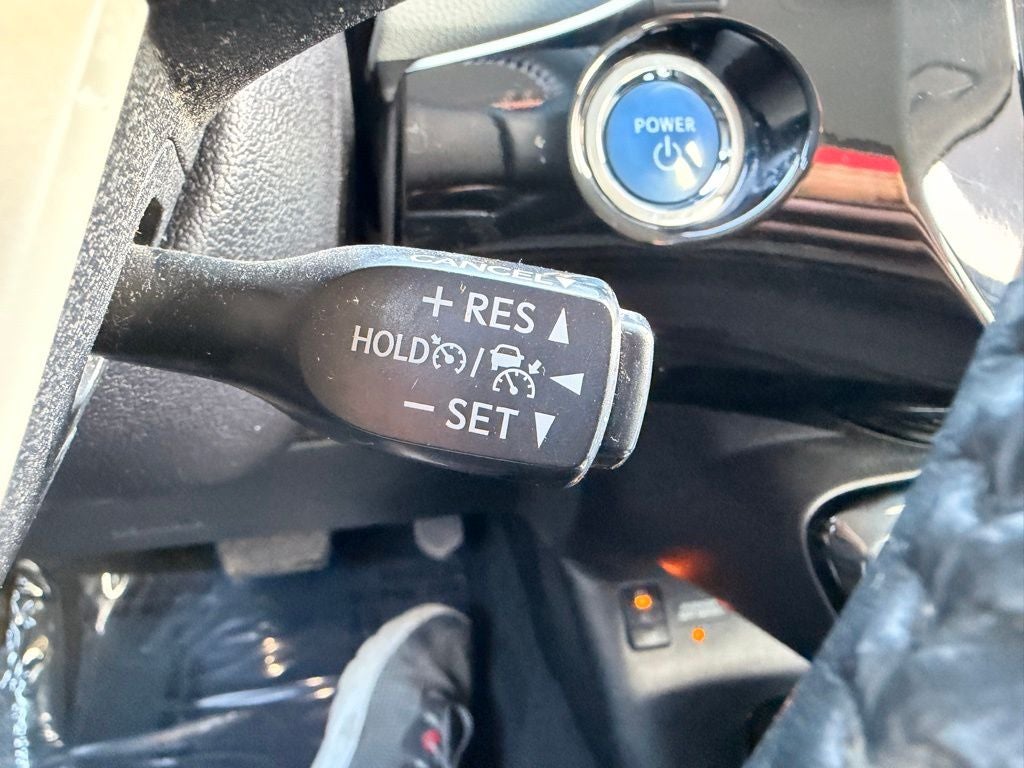 POWER
CANCEL
+ RES
HOLD /
− SET